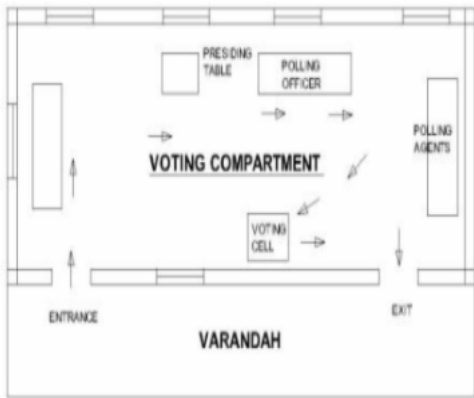 PRESIDING
TABLE
POLLING
OFFICER
POLLING
AGENTS
VOTING COMPARTMENT
VOTING
CELL
ENTRANCE
EXIT
VARANDAH